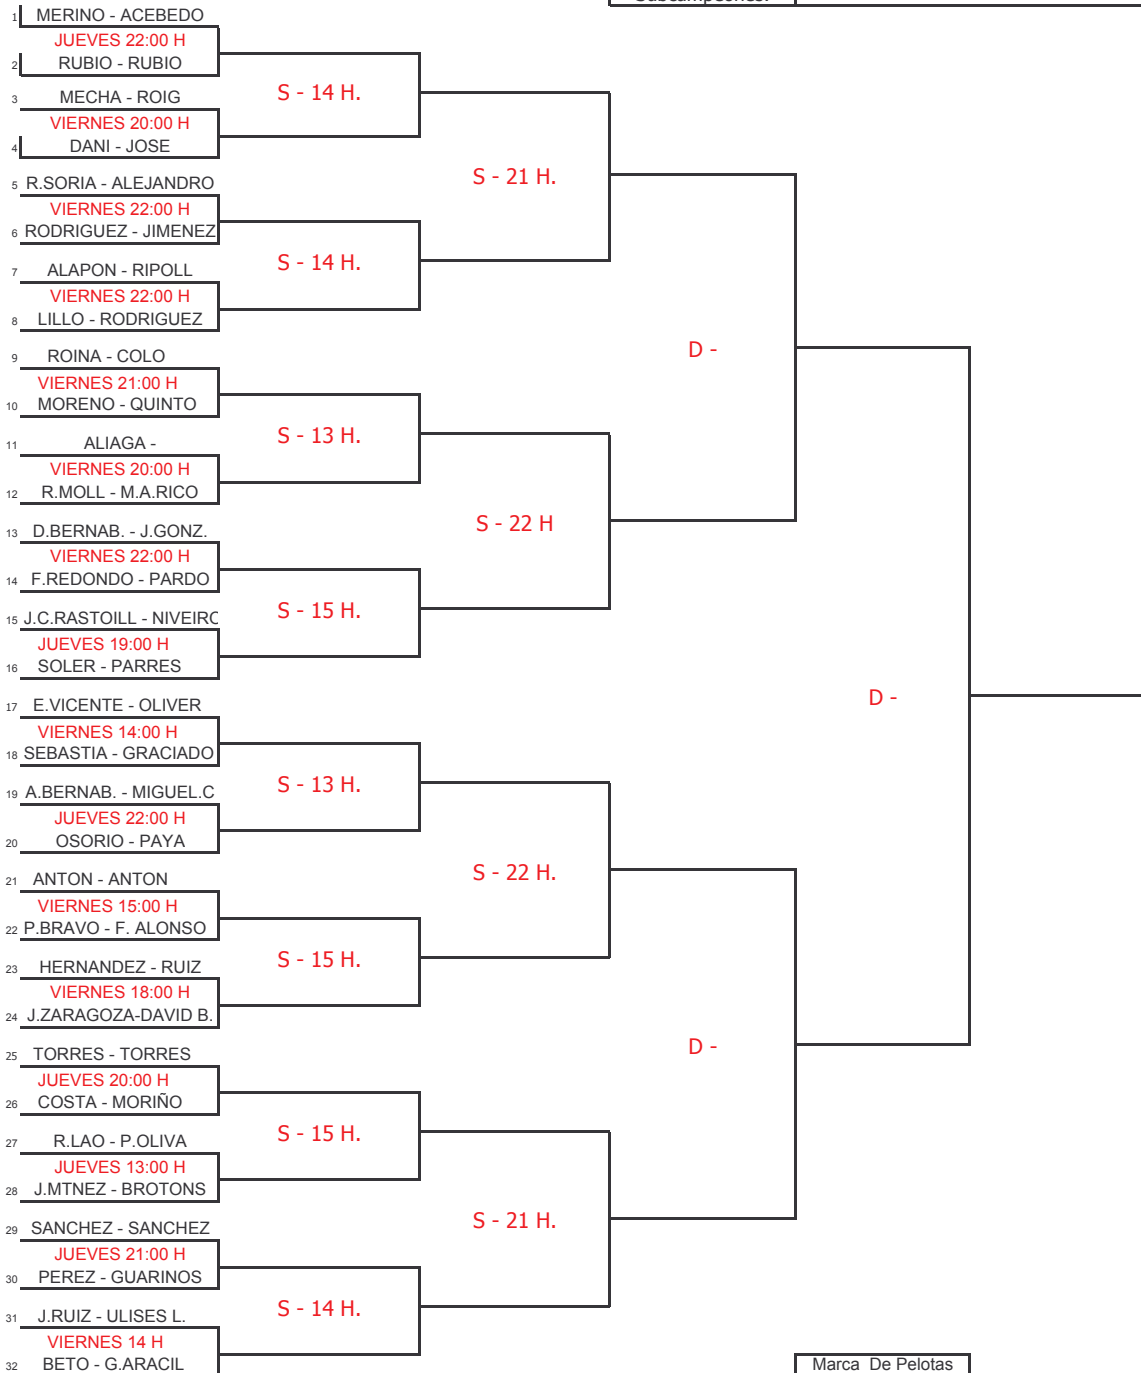 Subcampeones:
1 MERINO - ACEBEDO
JUEVES 22:00 H
2 RUBIO - RUBIO
S - 14 H.
3 MECHA - ROIG
VIERNES 20:00 H
4 DANI - JOSE
S - 21 H.
5 R.SORIA - ALEJANDRO
VIERNES 22:00 H
6 RODRIGUEZ - JIMENEZ
S - 14 H.
7 ALAPON - RIPOLL
VIERNES 22:00 H
8 LILLO - RODRIGUEZ
D -
9 ROINA - COLO
VIERNES 21:00 H
10 MORENO - QUINTO
S - 13 H.
11 ALIAGA -
VIERNES 20:00 H
12 R.MOLL - M.A.RICO
S - 22 H
13 D.BERNAB. - J.GONZ.
VIERNES 22:00 H
14 F.REDONDO - PARDO
S - 15 H.
15 J.C.RASTOILL - NIVEIRO
JUEVES 19:00 H
16 SOLER - PARRES
D -
17 E.VICENTE - OLIVER
VIERNES 14:00 H
18 SEBASTIA - GRACIADO
S - 13 H.
19 A.BERNAB. - MIGUEL.C
JUEVES 22:00 H
20 OSORIO - PAYA
S - 22 H.
21 ANTON - ANTON
VIERNES 15:00 H
22 P.BRAVO - F. ALONSO
S - 15 H.
23 HERNANDEZ - RUIZ
VIERNES 18:00 H
24 J.ZARAGOZA-DAVID B.
D -
25 TORRES - TORRES
JUEVES 20:00 H
26 COSTA - MORIÑO
S - 15 H.
27 R.LAO - P.OLIVA
JUEVES 13:00 H
28 J.MTNEZ - BROTONS
S - 21 H.
29 SANCHEZ - SANCHEZ
JUEVES 21:00 H
30 PEREZ - GUARINOS
S - 14 H.
31 J.RUIZ - ULISES L.
VIERNES 14 H
32 BETO - G.ARACIL
Marca De Pelotas